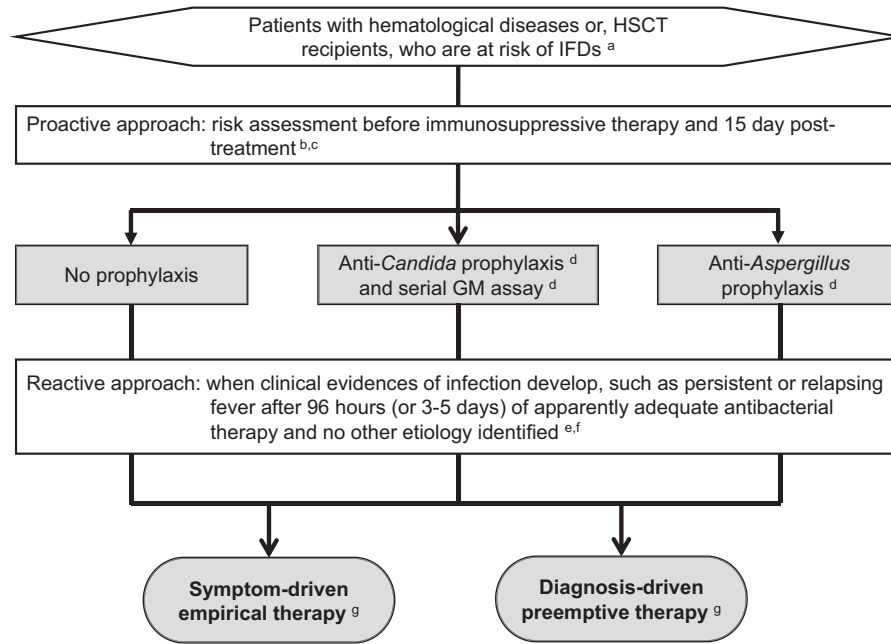 Patients with hematological diseases or, HSCT
recipients, who are at risk of IFDs a
Proactive approach: risk assessment before immunosuppressive therapy and 15 day post-
treatment b,c
No prophylaxis
Anti-Candida prophylaxis d
and serial GM assay d
Anti-Aspergillus
prophylaxis d
Reactive approach: when clinical evidences of infection develop, such as persistent or relapsing
fever after 96 hours (or 3-5 days) of apparently adequate antibacterial
therapy and no other etiology identified e,f
Symptom-driven
empirical therapy g
Diagnosis-driven
preemptive therapy g